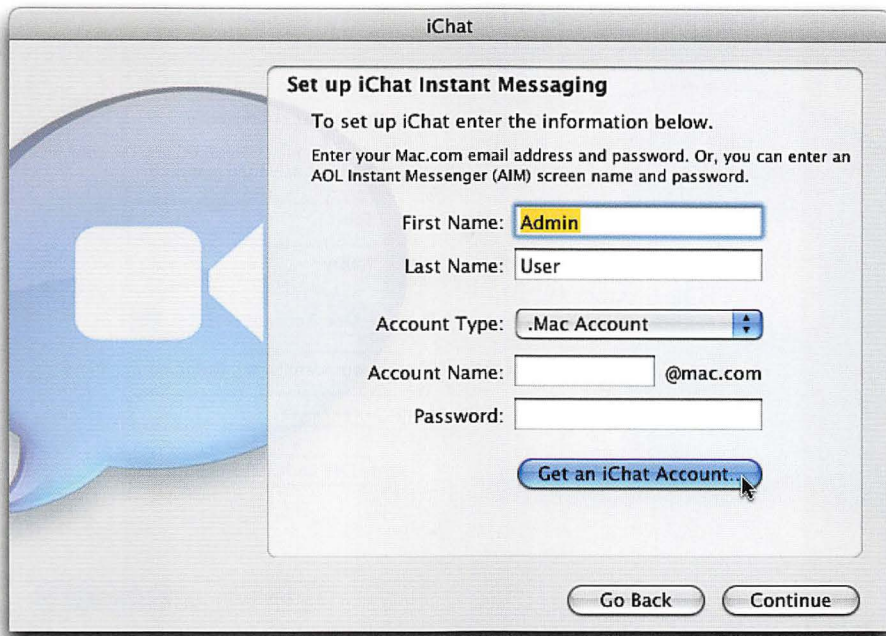 iChat
Set up iChat Instant Messaging
To set up iChat enter the information below.
Enter your Mac.com email address and password. Or, you can enter an
AOL Instant Messenger (AIM) screen name and password.
First Name: Admin
Last Name: User
Account Type: .Mac Account
Account Name: @mac.com
Password:
Get an iChat Account...
Go Back Continue